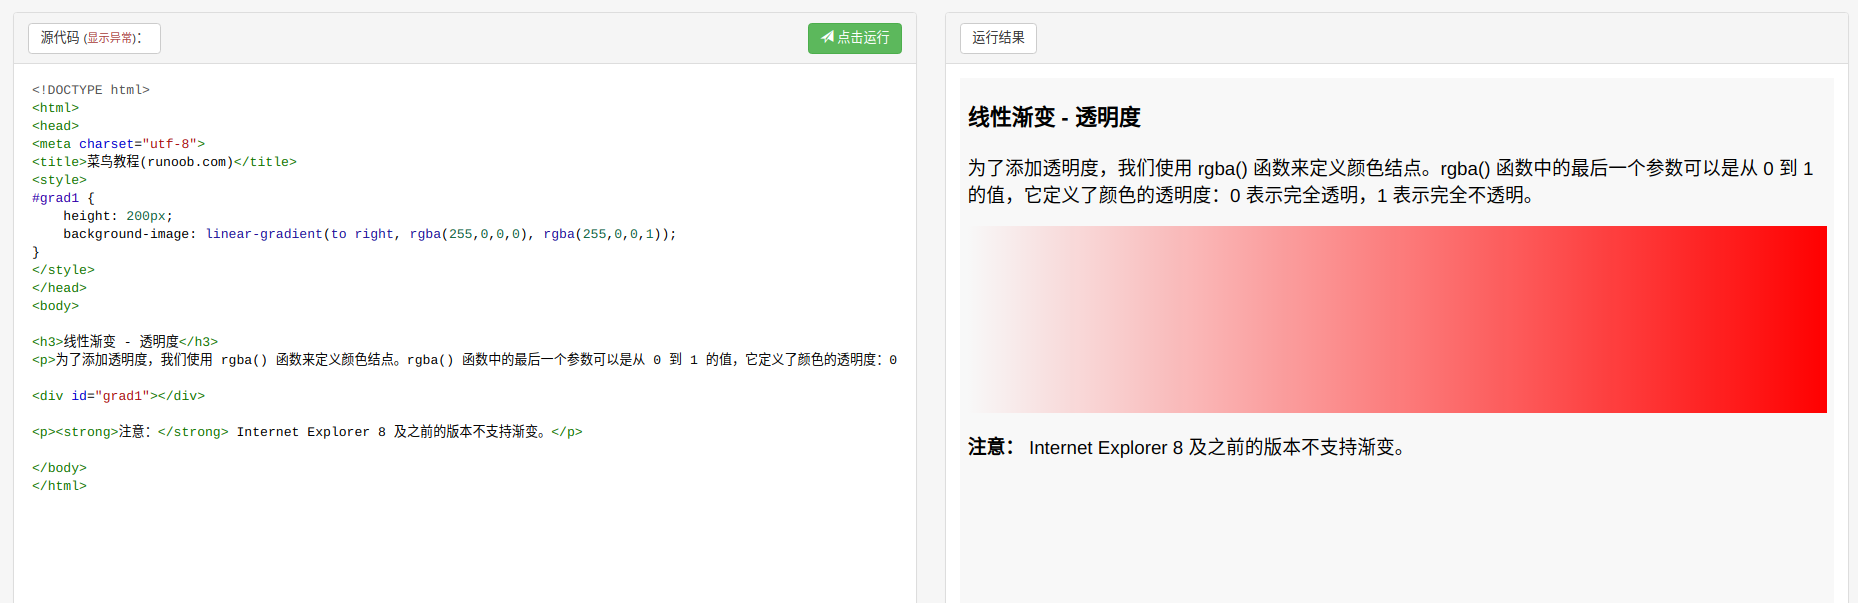 源代码 (显示异常)：
点击运行
<!DOCTYPE html>
<html>
<head>
<meta charset="utf-8">
<title>菜鸟教程(runoob.com)</title>
<style>
#grad1 {
    height: 200px;
    background-image: linear-gradient(to right, rgba(255,0,0,0), rgba(255,0,0,1));
}
</style>
</head>
<body>
<h3>线性渐变 - 透明度</h3>
<p>为了添加透明度，我们使用 rgba() 函数来定义颜色结点。rgba() 函数中的最后一个参数可以是从 0 到 1 的值，它定义了颜色的透明度：0
<div id="grad1"></div>
<p><strong>注意：</strong> Internet Explorer 8 及之前的版本不支持渐变。</p>
</body>
</html>
运行结果
线性渐变 - 透明度
为了添加透明度，我们使用 rgba() 函数来定义颜色结点。rgba() 函数中的最后一个参数可以是从 0 到 1
的值，它定义了颜色的透明度：0 表示完全透明，1 表示完全不透明。
注意： Internet Explorer 8 及之前的版本不支持渐变。